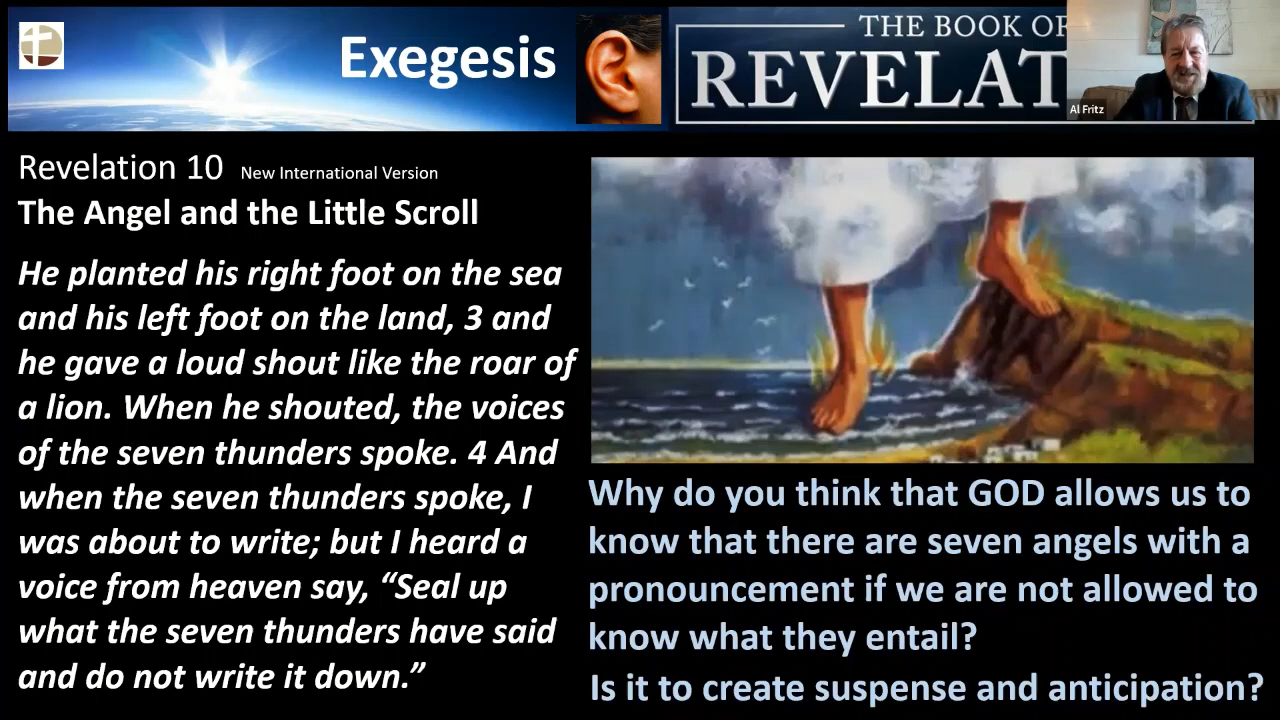 Exegesis
THE BOOK OF
REVELAT
Al Fritz
Revelation 10 New International Version
The Angel and the Little Scroll
He planted his right foot on the sea
and his left foot on the land, 3 and
he gave a loud shout like the roar of
a lion. When he shouted, the voices
of the seven thunders spoke. 4 And
when the seven thunders spoke, I
was about to write; but I heard a
voice from heaven say, “Seal up
what the seven thunders have said
and do not write it down.”
Why do you think that GOD allows us to
know that there are seven angels with a
pronouncement if we are not allowed to
know what they entail?
Is it to create suspense and anticipation?